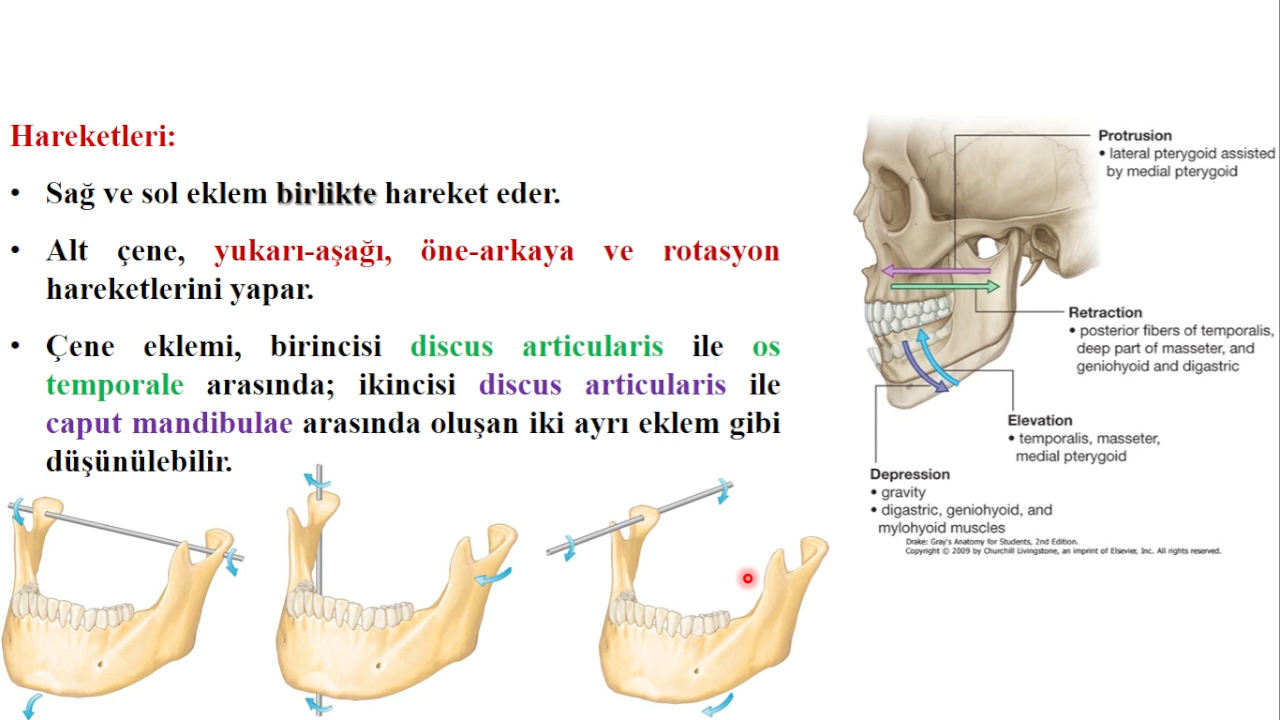 Hareketleri:
• Sağ ve sol eklem birlikte hareket eder.
• Alt çene, yukarı-aşağı, öne-arkaya ve rotasyon
hareketlerini yapar.
• Çene eklemi, birincisi discus articularis ile os
temporale arasında; ikincisi discus articularis ile
caput mandibulae arasında oluşan iki ayrı eklem gibi
düşünülebilir.
Protrusion
• lateral pterygoid assisted
by medial pterygoid
Retraction
• posterior fibers of temporalis,
deep part of masseter, and
geniohyoid and digastric
Elevation
• temporalis, masseter,
medial pterygoid
Depression
• gravity
• digastric, geniohyoid, and
mylohyoid muscles
Drake: Gray's Anatomy for Students, 2nd Edition.
Copyright © 2009 by Churchill Livingstone, an imprint of Elsevier, Inc. All rights reserved.